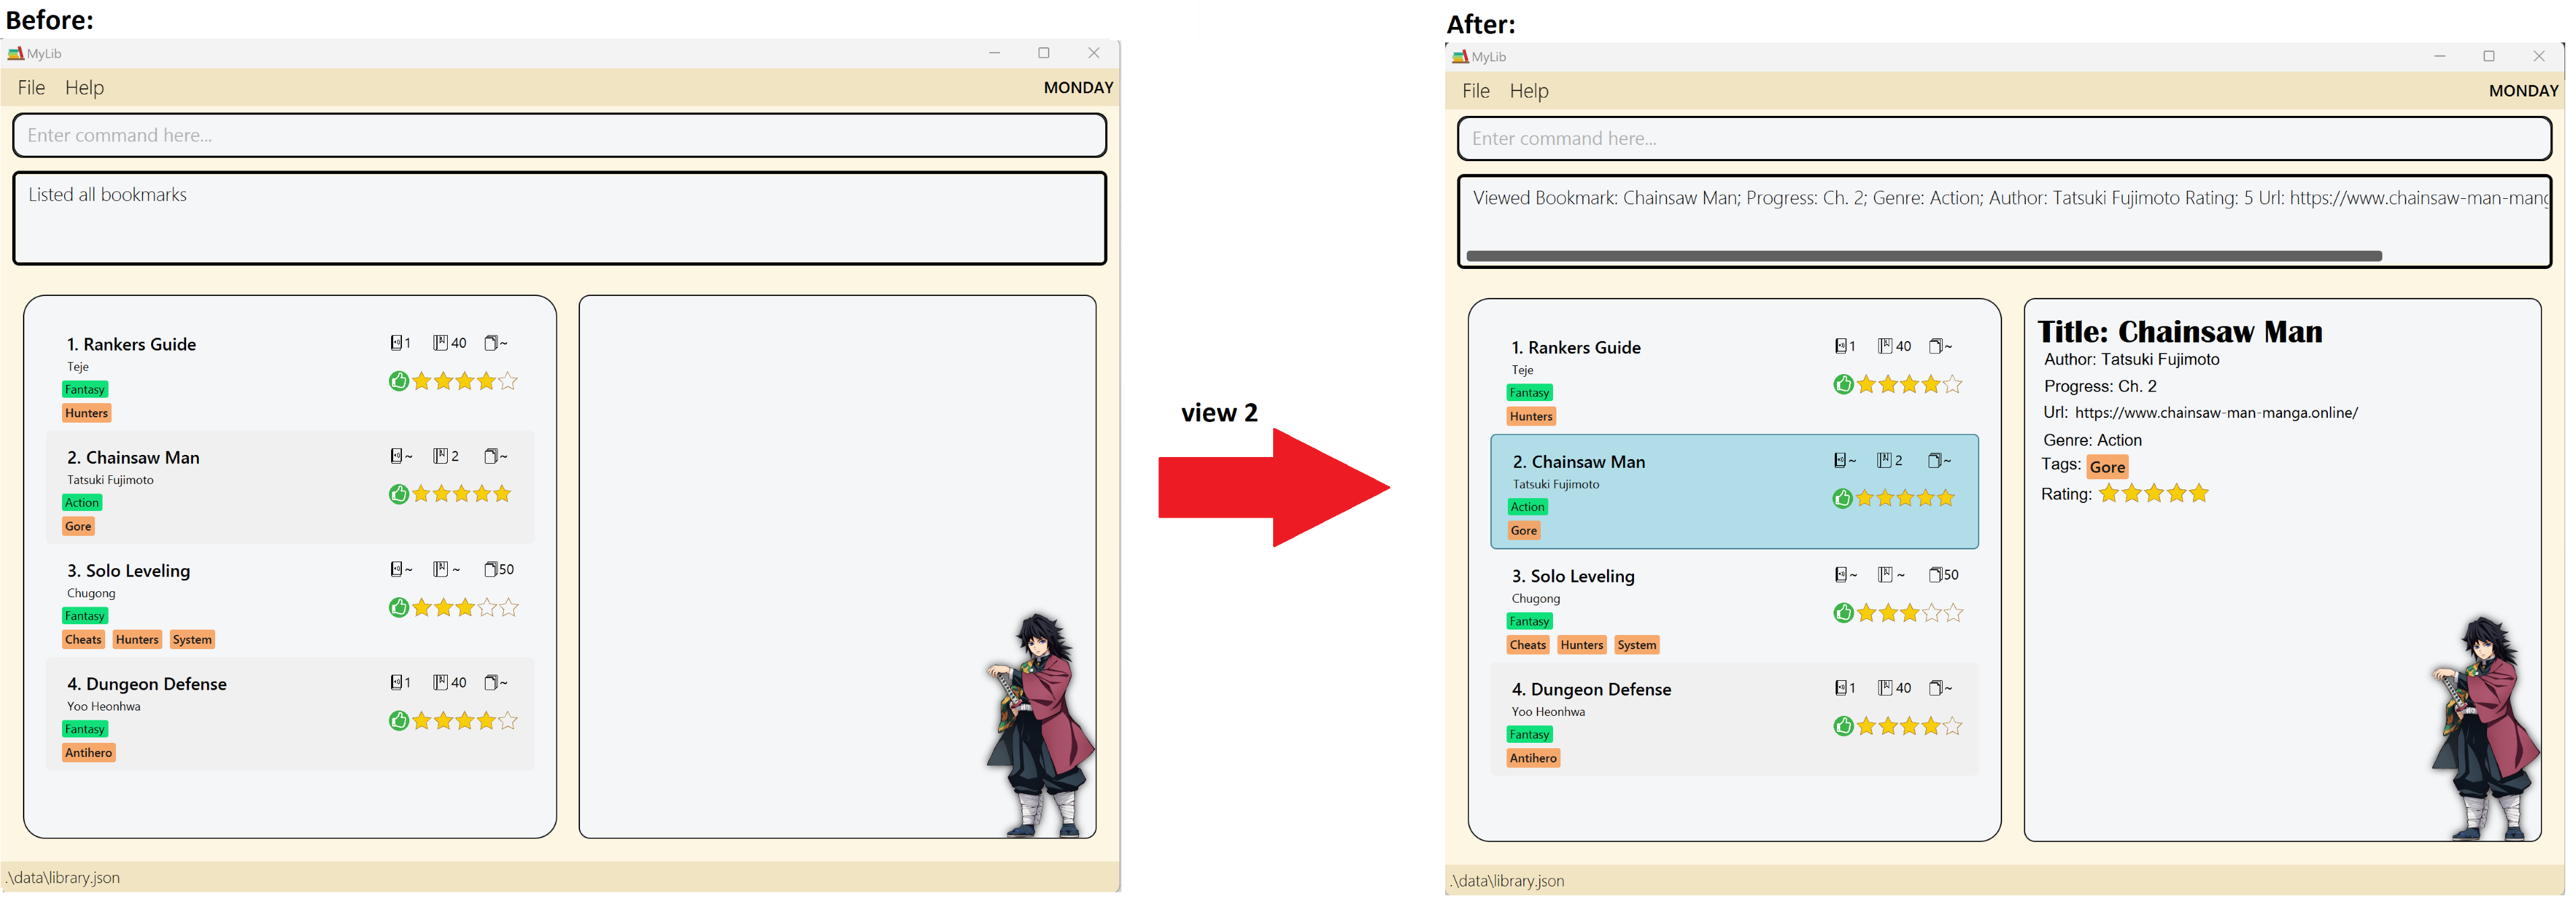 Before:
MyLib
File Help MONDAY
Enter command here...
Listed all bookmarks
1. Rankers Guide 1 40 ~
Teje
Fantasy
Hunters
2. Chainsaw Man ~ 2 ~
Tatsuki Fujimoto
Action
Gore
3. Solo Leveling ~ ~ 50
Chugong
Fantasy
Cheats Hunters System
4. Dungeon Defense 1 40 ~
Yoo Heonhwa
Fantasy
Antihero
.\data\library.json
view 2
After:
MyLib
File Help MONDAY
Enter command here...
Viewed Bookmark: Chainsaw Man; Progress: Ch. 2; Genre: Action; Author: Tatsuki Fujimoto Rating: 5 Url: https://www.chainsaw-man-mang
1. Rankers Guide 1 40 ~
Teje
Fantasy
Hunters
2. Chainsaw Man ~ 2 ~
Tatsuki Fujimoto
Action
Gore
3. Solo Leveling ~ ~ 50
Chugong
Fantasy
Cheats Hunters System
4. Dungeon Defense 1 40 ~
Yoo Heonhwa
Fantasy
Antihero
Title: Chainsaw Man
Author: Tatsuki Fujimoto
Progress: Ch. 2
Url: https://www.chainsaw-man-manga.online/
Genre: Action
Tags: Gore
Rating:
.\data\library.json